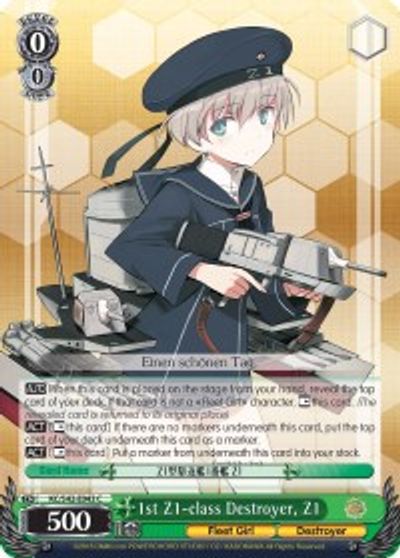 0
0
Z1
Einen schönen Tag
[AUTO] When this card is placed on the stage from your hand, reveal the top
card of your deck. If that card is not a «Fleet Girl» character, this card. (The
revealed card is returned to its original place)
[ACT] [this card] If there are no markers underneath this card, put the
top card of your deck underneath this card as a marker.
[ACT] [this card] Put a marker from underneath this card into your stock.
Card Name
1st Z1-class Destroyer, Z1
500
Fleet Girl
Destroyer